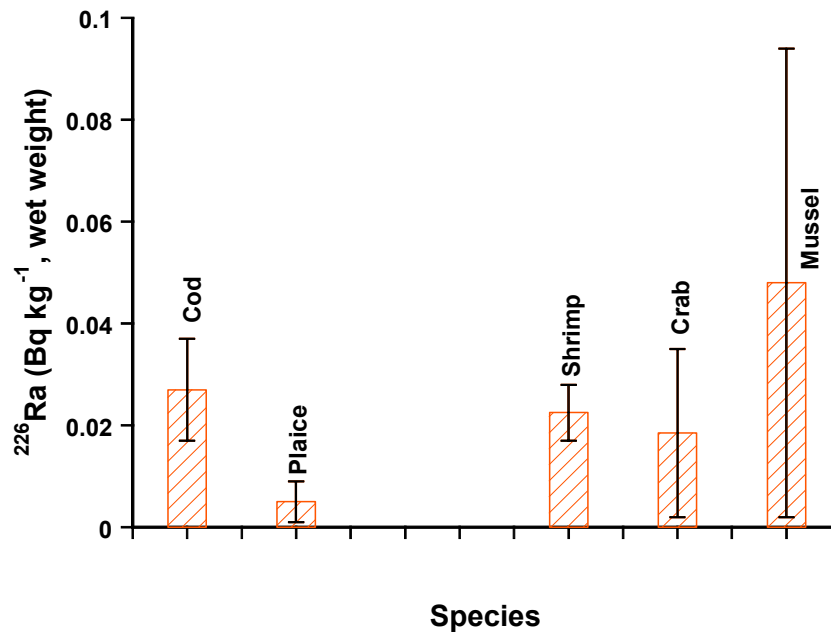 0.1
0.08
0.06
0.04
0.02
0
²²⁶Ra (Bq kg⁻¹, wet weight)
Cod
Plaice
Shrimp
Crab
Mussel
Species